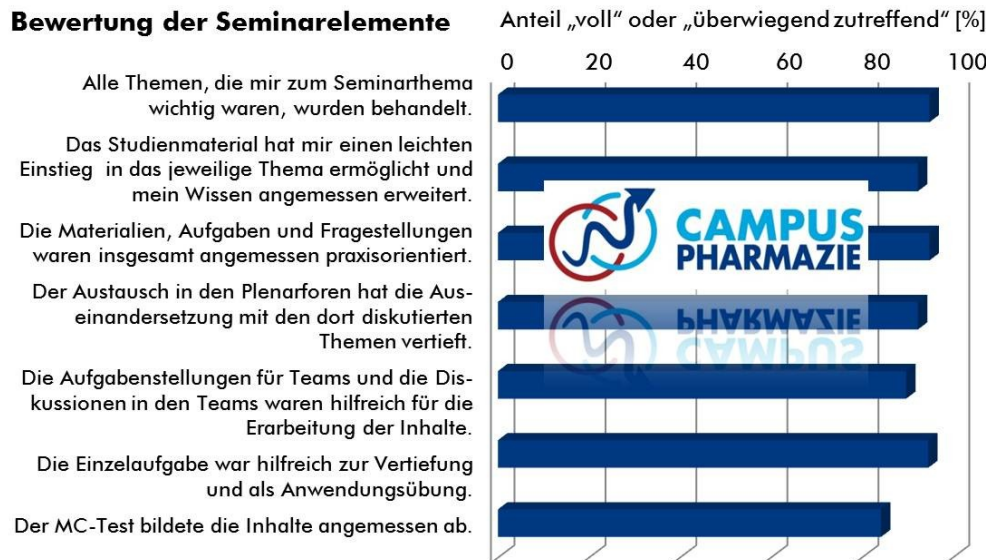 Bewertung der Seminarelemente
Anteil „voll“ oder „überwiegend zutreffend“ [%]
0 20 40 60 80 100
Alle Themen, die mir zum Seminarthema
wichtig waren, wurden behandelt.
Das Studienmaterial hat mir einen leichten
Einstieg in das jeweilige Thema ermöglicht und
mein Wissen angemessen erweitert.
Die Materialien, Aufgaben und Fragestellungen
waren insgesamt angemessen praxisorientiert.
Der Austausch in den Plenarforen hat die Aus-
einandersetzung mit den dort diskutierten
Themen vertieft.
Die Aufgabenstellungen für Teams und die Dis-
kussionen in den Teams waren hilfreich für die
Erarbeitung der Inhalte.
Die Einzelaufgabe war hilfreich zur Vertiefung
und als Anwendungsübung.
Der MC-Test bildete die Inhalte angemessen ab.
CAMPUS
PHARMAZIE